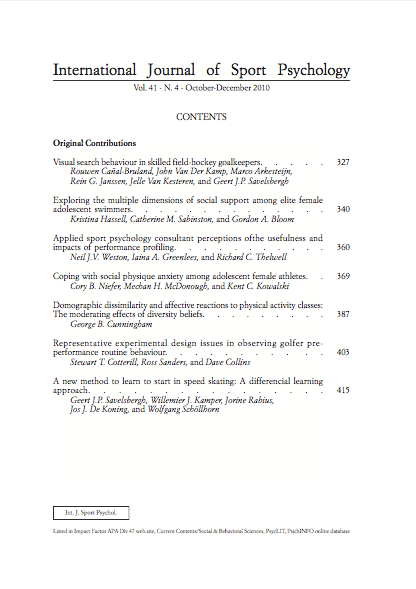 International Journal of Sport Psychology
Vol. 41 - N. 4 - October-December 2010
CONTENTS
Original Contributions
Visual search behaviour in skilled field-hockey goalkeepers. . . . . 327
Rouwen Cañal-Bruland, John Van Der Kamp, Marco Arkesteijn,
Rein G. Janssen, Jelle Van Kesteren, and Geert J.P. Savelsbergh
Exploring the multiple dimensions of social support among elite female
adolescent swimmers. . . . . . . . . . . . 340
Kristina Hassell, Catherine M. Sabinston, and Gordon A. Bloom
Applied sport psychology consultant perceptions ofthe usefulness and
impacts of performance profiling. . . . . . . . . 360
Neil J.V. Weston, Iaina A. Greenlees, and Richard C. Thelwell
Coping with social physique anxiety among adolescent female athletes. . 369
Cory B. Niefer, Meohan H. McDonough, and Kent C. Kowalski
Domographic dissimilarity and affective reactions to physical activity classes:
The moderating effects of diversity beliefs. . . . . . . . 387
George B. Cunningham
Representative experimental design issues in observing golfer pre-
performance routine behaviour. . . . . . . . . . 403
Stewart T. Cotterill, Ross Sanders, and Dave Collins
A new method to learn to start in speed skating: A differencial learning
approach. . . . . . . . . . . . . . . 415
Geert J.P. Savelsbergh, Willemier J. Kamper, Jorine Rabius,
Jos J. De Koning, and Wolfgang Schöllhorn
Int. J. Sport Psychol.
Listed in Impact Factors APA Div 47 web site, Current Contents/Social & Behavioral Sciences, PsycLIT, PsichINFO online database